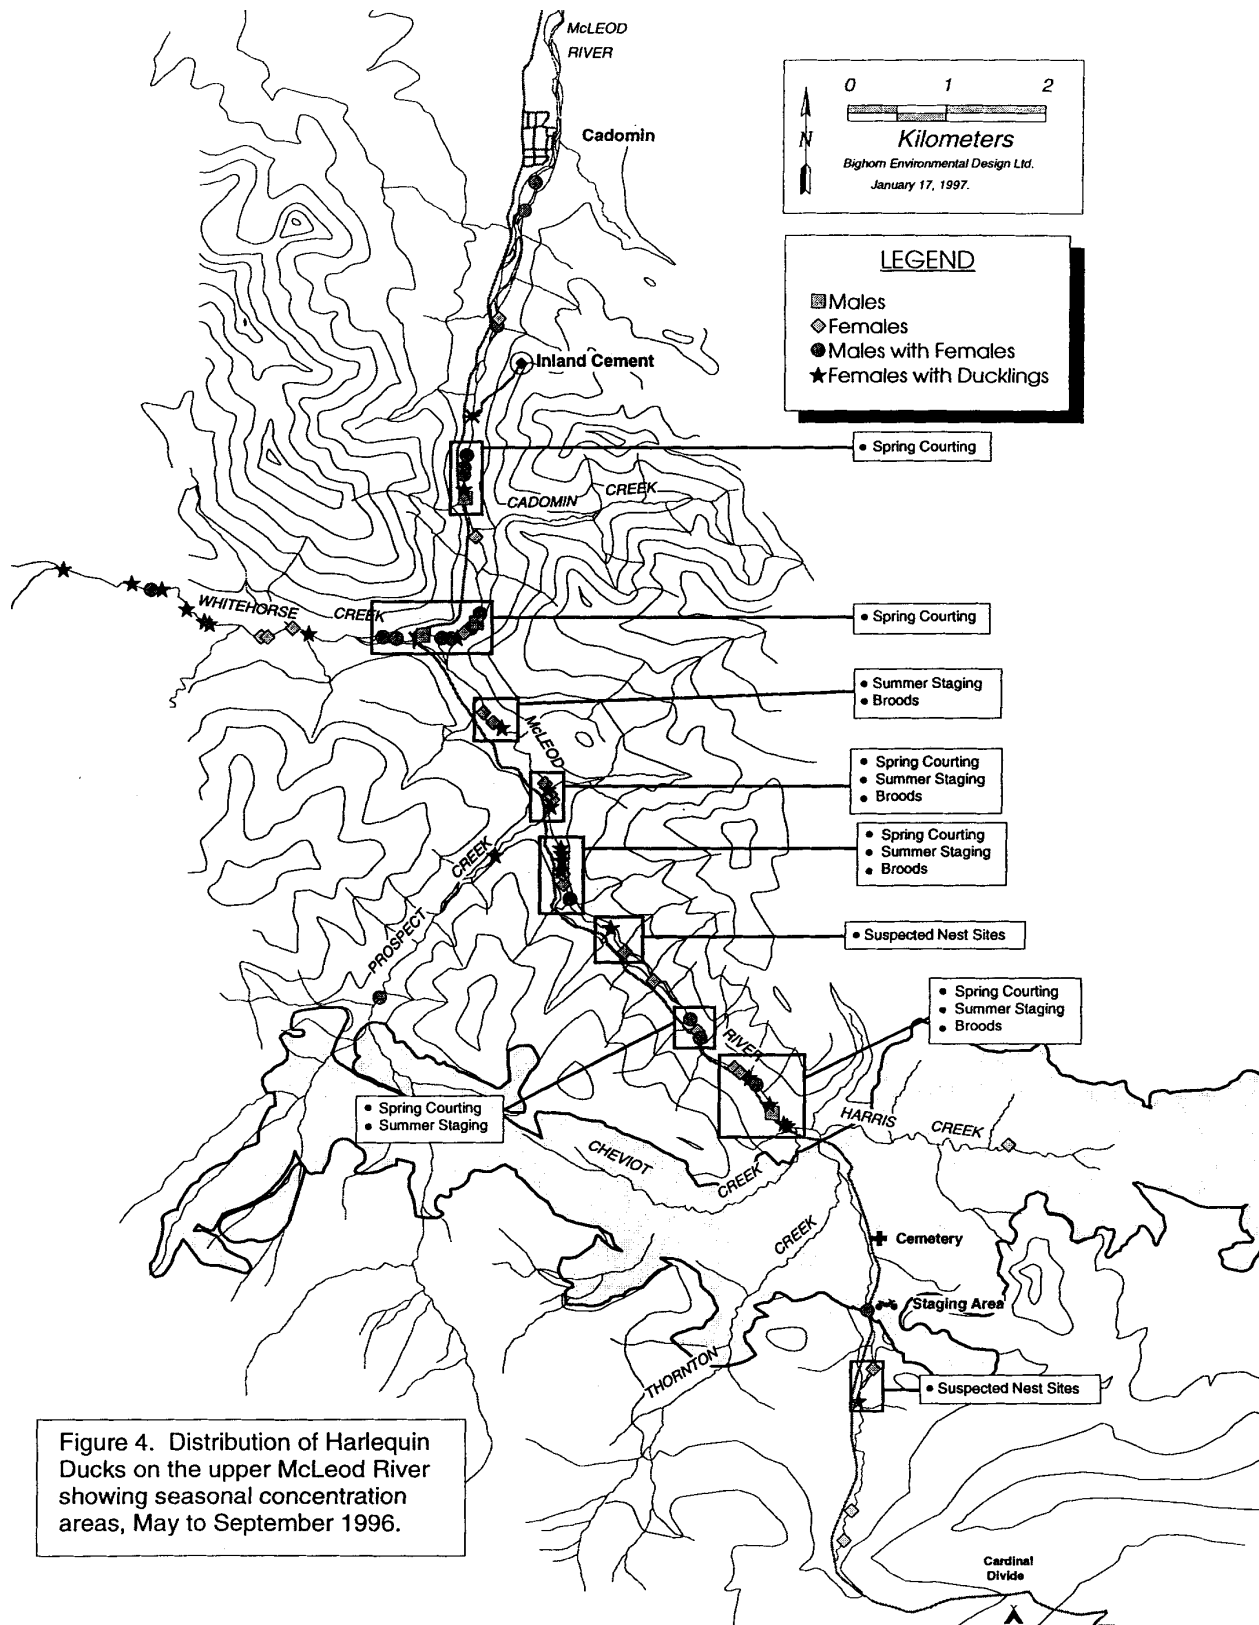 McLEOD
RIVER
Cadomin
0 1 2
N
Kilometers
Bighorn Environmental Design Ltd.
January 17, 1997.
LEGEND
Males
Females
Males with Females
Females with Ducklings
Inland Cement
• Spring Courting
CADOMIN CREEK
WHITEHORSE CREEK
• Spring Courting
• Summer Staging
• Broods
McLEOD
• Spring Courting
• Summer Staging
• Broods
• Spring Courting
• Summer Staging
• Broods
PROSPECT CREEK
• Suspected Nest Sites
• Spring Courting
• Summer Staging
• Broods
RIVER
• Spring Courting
• Summer Staging
HARRIS CREEK
CHEVIOT CREEK
THORNTON CREEK
Cemetery
Staging Area
• Suspected Nest Sites
Figure 4. Distribution of Harlequin
Ducks on the upper McLeod River
showing seasonal concentration
areas, May to September 1996.
Cardinal
Divide